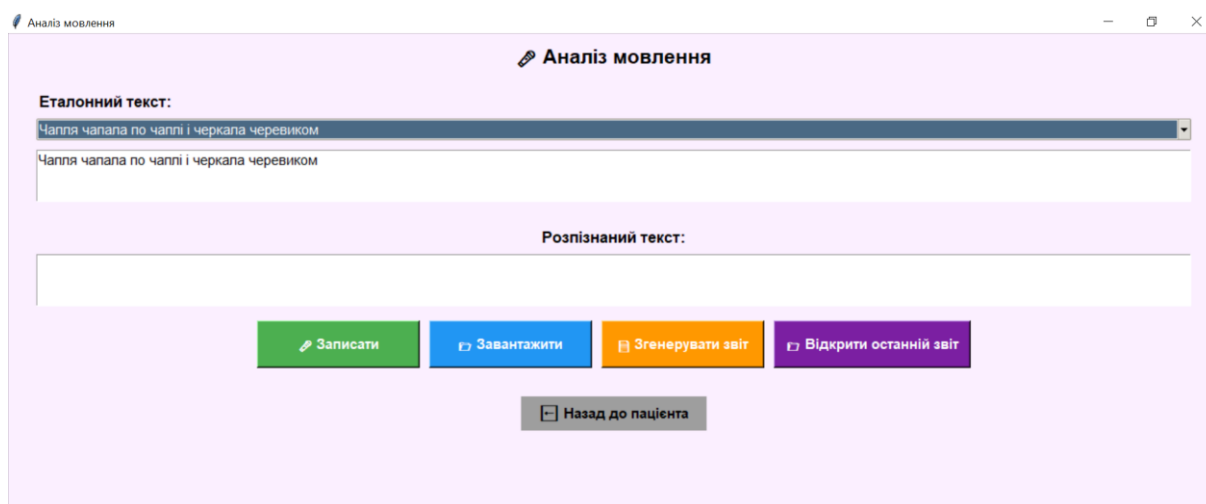 Аналіз мовлення
Аналіз мовлення
Еталонний текст:
Чапля чапала по чаплі і черкала черевиком
Чапля чапала по чаплі і черкала черевиком
Розпізнаний текст:
Записати Завантажити Згенерувати звіт Відкрити останній звіт
Назад до пацієнта